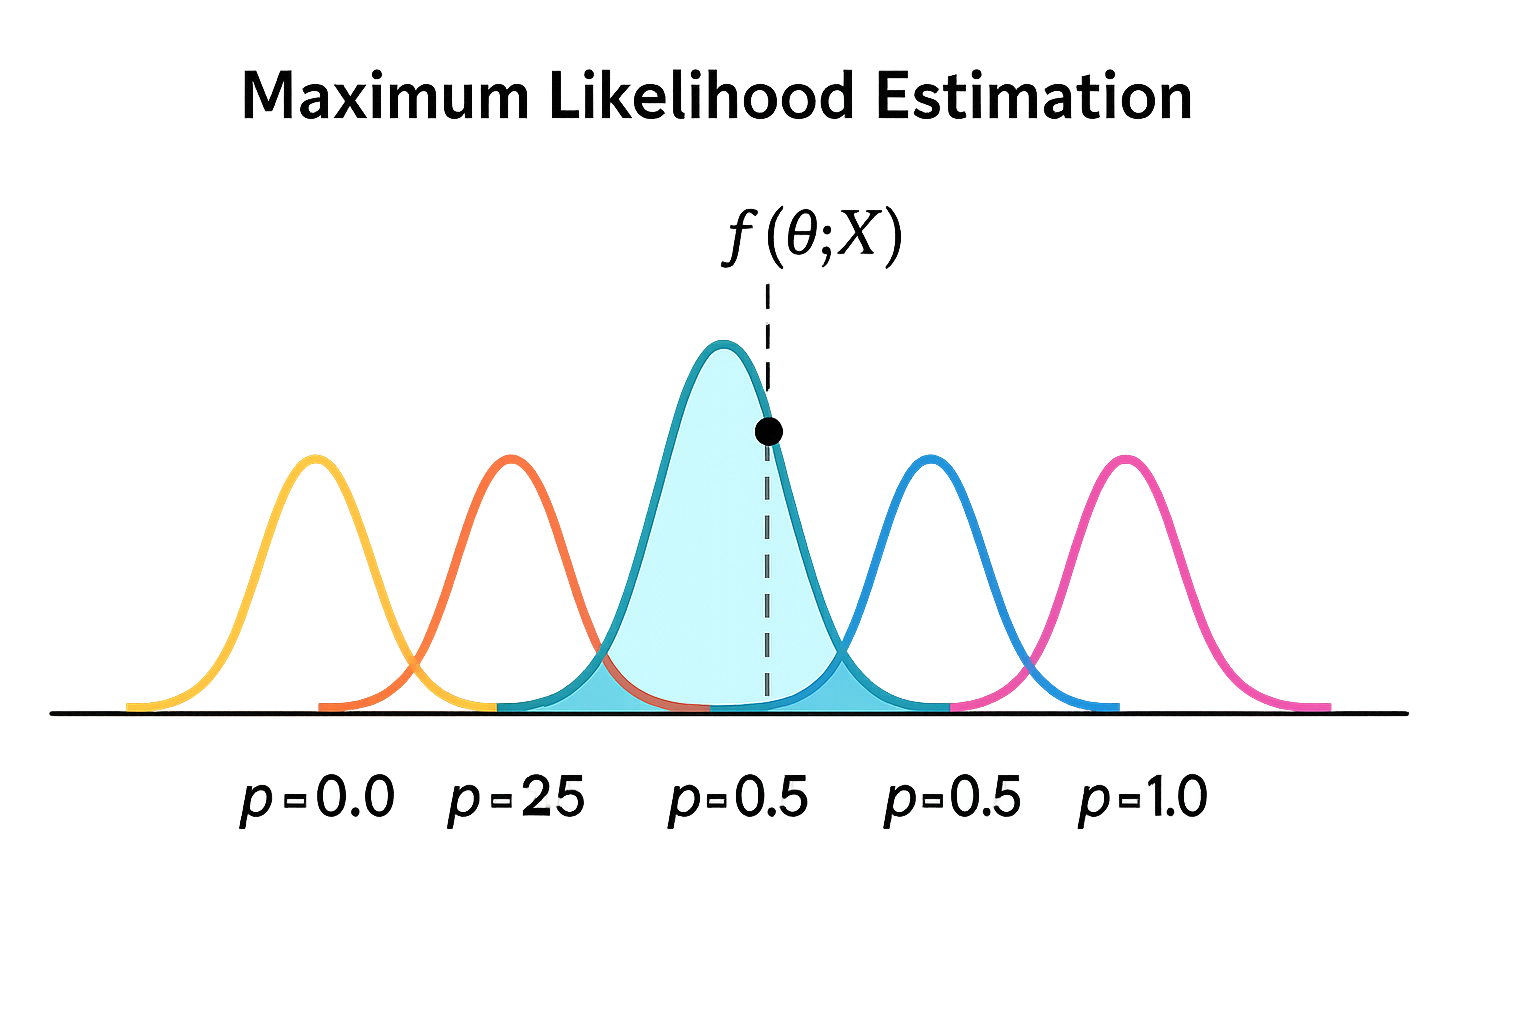 Maximum Likelihood Estimation
f(θ;X)
p=0.0 p=25 p=0.5 p=0.5 p=1.0